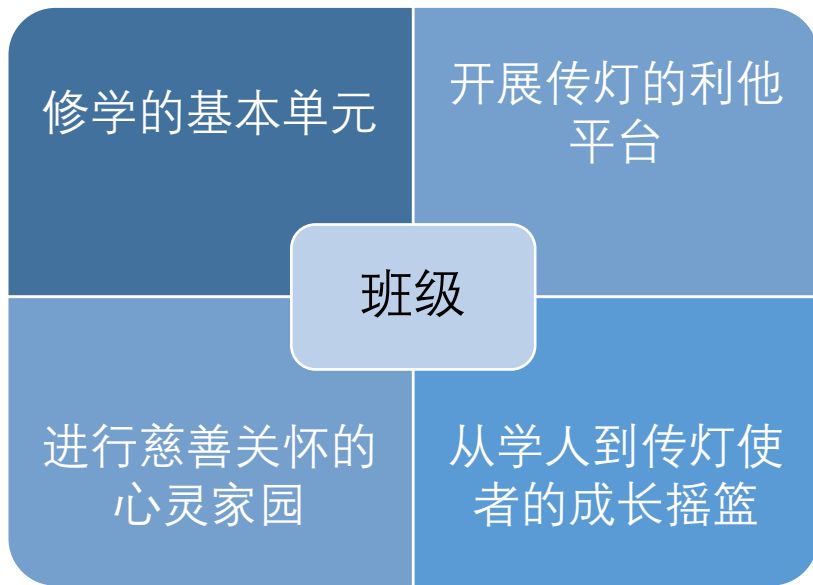 修学的基本单元
开展传灯的利他
平台
班级
进行慈善关怀的
心灵家园
从学人到传灯使
者的成长摇篮